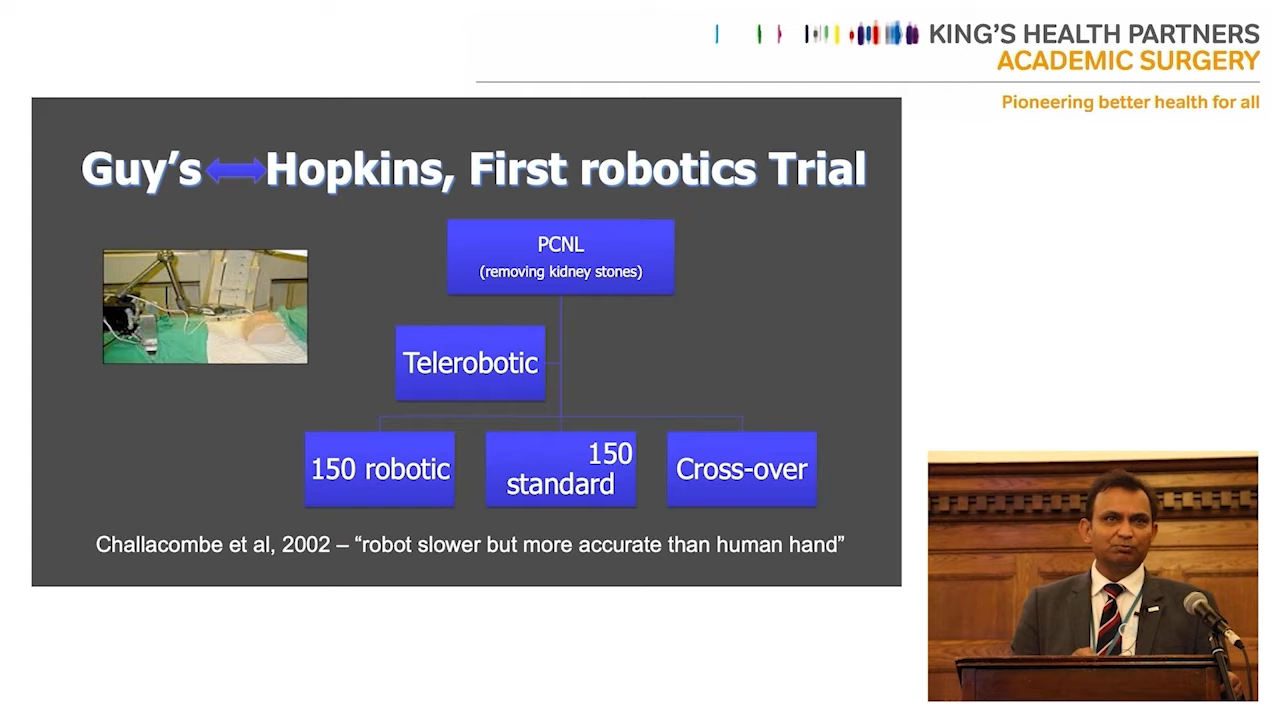 KING'S HEALTH PARTNERS
ACADEMIC SURGERY
Pioneering better health for all
Guy's Hopkins, First robotics Trial
PCNL
(removing kidney stones)
Telerobotic
150 robotic
150
standard
Cross-over
Challacombe et al, 2002 – “robot slower but more accurate than human hand”